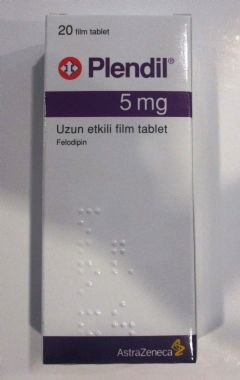 20 film tablet
Plendil®
5 mg
Uzun etkili film tablet
Felodipin
AstraZeneca